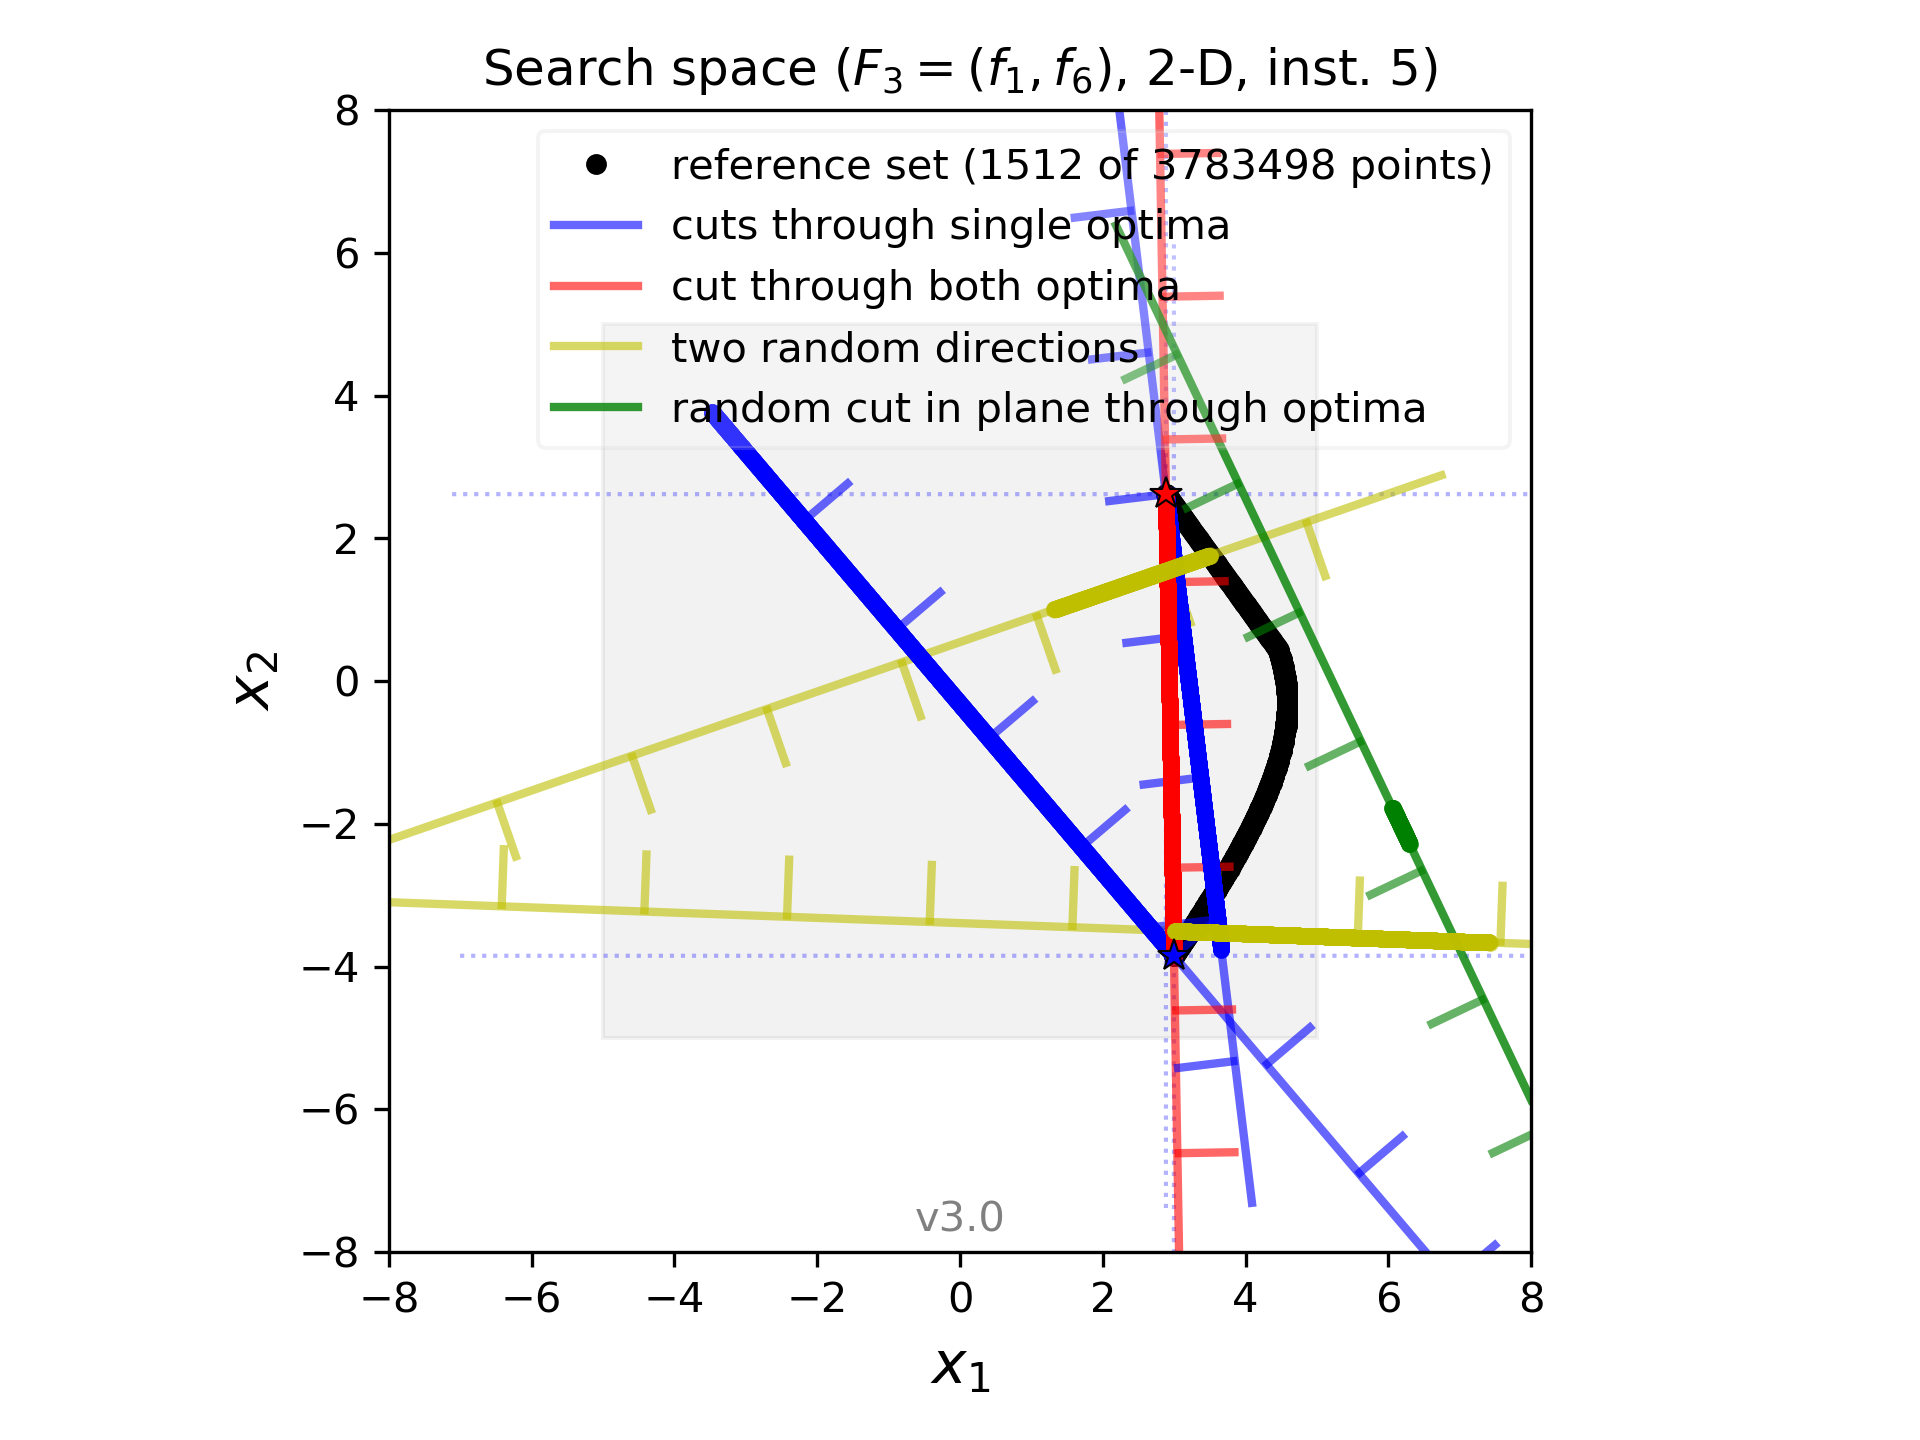 Search space (F₃ = (f₁, f₆), 2-D, inst. 5)
reference set (1512 of 3783498 points)
cuts through single optima
cut through both optima
two random directions
random cut in plane through optima
8
6
4
2
0
−2
−4
−6
−8
x₂
v3.0
−8 −6 −4 −2 0 2 4 6 8
x₁